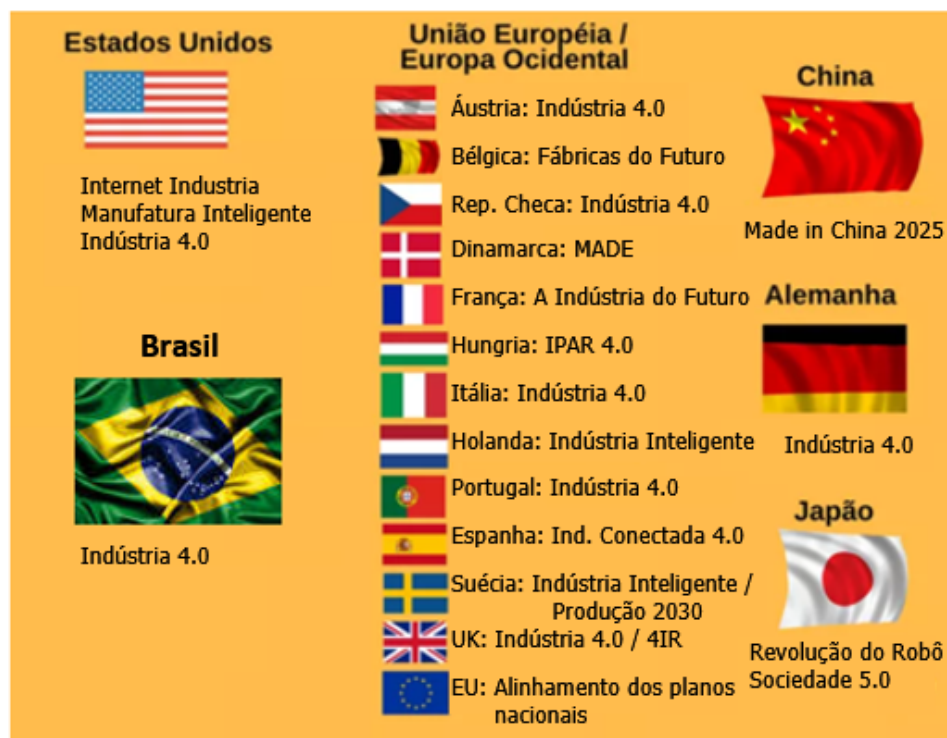 Estados Unidos
Internet Industria
Manufatura Inteligente
Indústria 4.0
Brasil
Indústria 4.0
União Européia /
Europa Ocidental
Áustria: Indústria 4.0
Bélgica: Fábricas do Futuro
Rep. Checa: Indústria 4.0
Dinamarca: MADE
França: A Indústria do Futuro
Hungria: IPAR 4.0
Itália: Indústria 4.0
Holanda: Indústria Inteligente
Portugal: Indústria 4.0
Espanha: Ind. Conectada 4.0
Suécia: Indústria Inteligente /
Produção 2030
UK: Indústria 4.0 / 4IR
EU: Alinhamento dos planos
nacionais
China
Made in China 2025
Alemanha
Indústria 4.0
Japão
Revolução do Robô
Sociedade 5.0